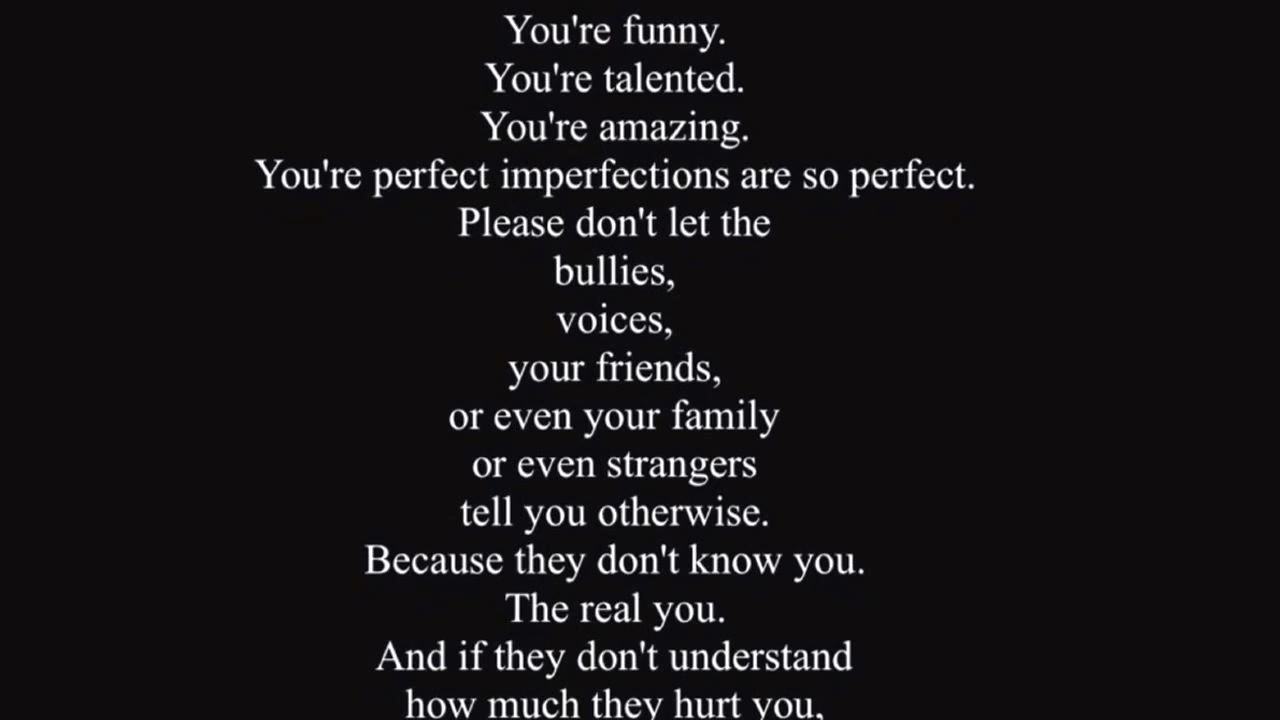 You're funny.
You're talented.
You're amazing.
You're perfect imperfections are so perfect.
Please don't let the
bullies,
voices,
your friends,
or even your family
or even strangers
tell you otherwise.
Because they don't know you.
The real you.
And if they don't understand
how much they hurt you,